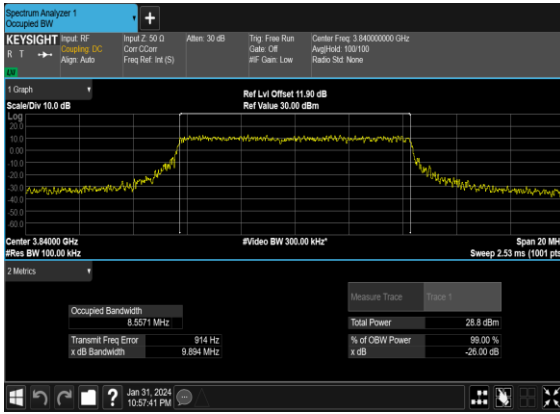 Spectrum Analyzer 1
Occupied BW
+
KEYSIGHT
R T
LNI
Input: RF
Coupling: DC
Align: Auto
Input Z: 50 Ω
Corr CCorr
Freq Ref: Int (S)
Atten: 30 dB
Trig: Free Run
Gate: Off
#IF Gain: Low
Center Freq: 3.840000000 GHz
Avg|Hold: 100/100
Radio Std: None
1 Graph
Scale/Div 10.0 dB
Ref Lvl Offset 11.90 dB
Ref Value 30.00 dBm
Log
20.0
10.0
0.00
-10.0
-20.0
-30.0
-40.0
-50.0
-60.0
Center 3.84000 GHz
#Res BW 100.00 kHz
#Video BW 300.00 kHz*
Span 20 MH
Sweep 2.53 ms (1001 pts
2 Metrics
Measure Trace Trace 1
Occupied Bandwidth
8.5571 MHz
Total Power 28.8 dBm
Transmit Freq Error 914 Hz
% of OBW Power 99.00 %
x dB Bandwidth 9.894 MHz
x dB -26.00 dB
?
Jan 31, 2024
10:57:41 PM